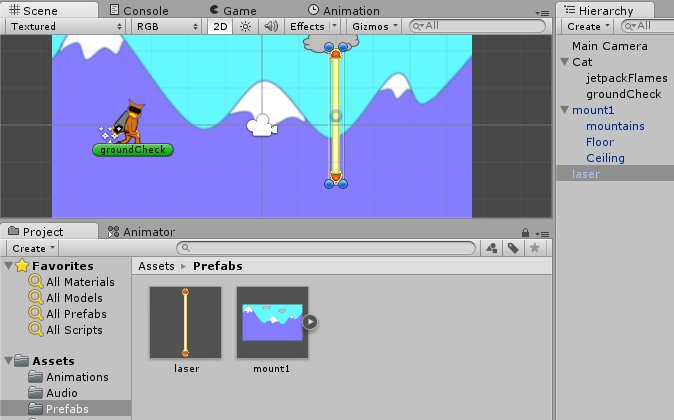 Scene Console Game Animation
Textured RGB 2D Effects Gizmos All
groundCheck
Project Animator
Create
Favorites
All Materials
All Models
All Prefabs
All Scripts
Assets
Animations
Audio
Prefabs
Assets Prefabs
laser mount1
Hierarchy
Create All
Main Camera
Cat
jetpackFlames
groundCheck
mount1
mountains
Floor
Ceiling
laser